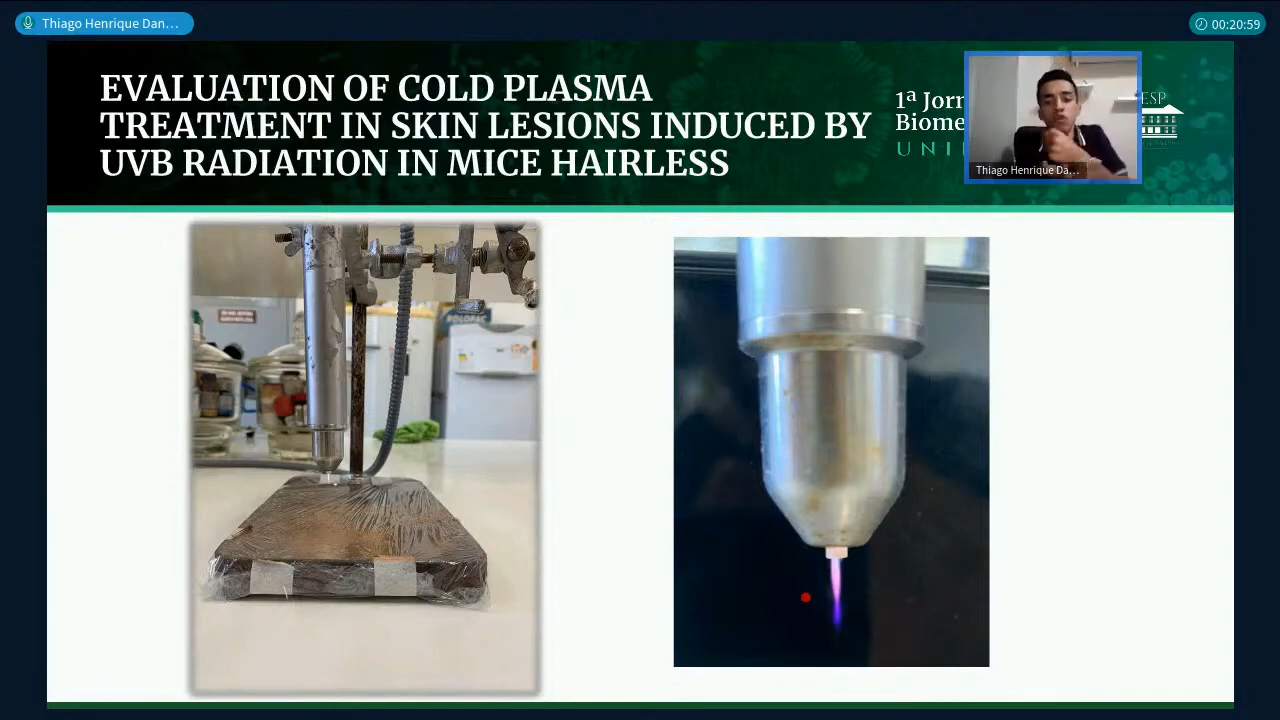 Thiago Henrique Dan...
00:20:59
EVALUATION OF COLD PLASMA
TREATMENT IN SKIN LESIONS INDUCED BY
UVB RADIATION IN MICE HAIRLESS
1ª Jorn
Biome
UNI
ESP
Thiago Henrique Da...